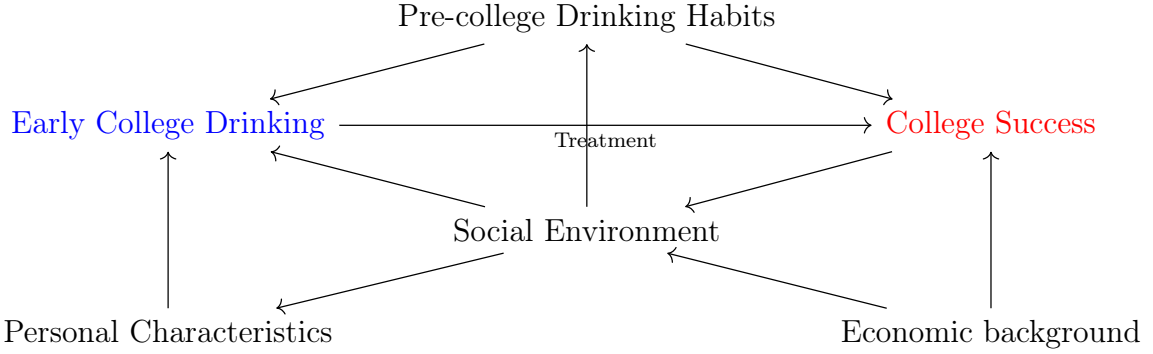 Pre-college Drinking Habits
Early College Drinking
College Success
Treatment
Social Environment
Personal Characteristics
Economic background